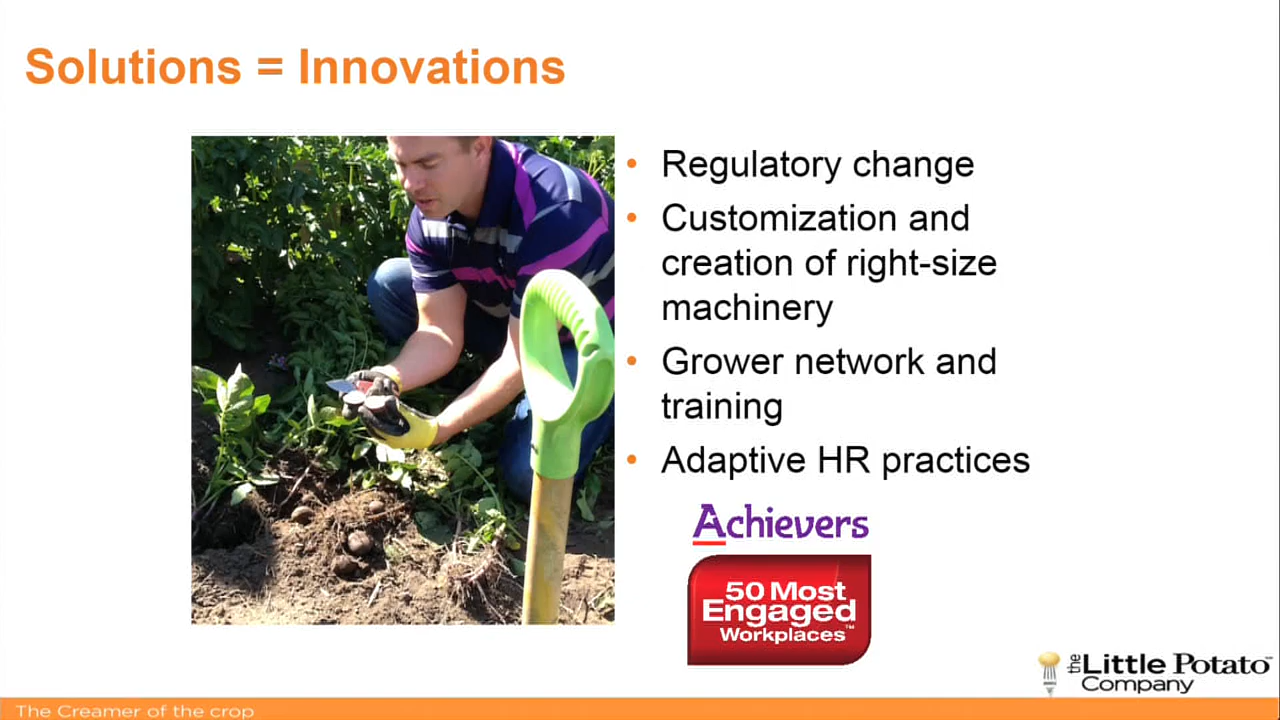 Solutions = Innovations
• Regulatory change
• Customization and
creation of right-size
machinery
• Grower network and
training
• Adaptive HR practices
Achievers
50 Most
Engaged
Workplaces™
the Little Potato™
Company
The Creamer of the crop